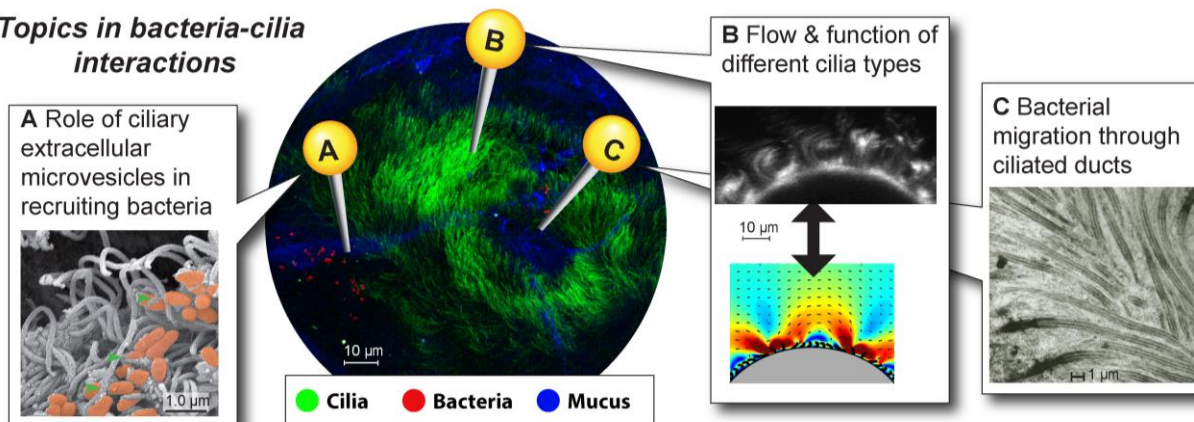 Topics in bacteria-cilia
interactions
A Role of ciliary
extracellular
microvesicles in
recruiting bacteria
1.0 µm
A
B
C
10 µm
Cilia Bacteria Mucus
B Flow & function of
different cilia types
10 µm
C Bacterial
migration through
ciliated ducts
1 µm